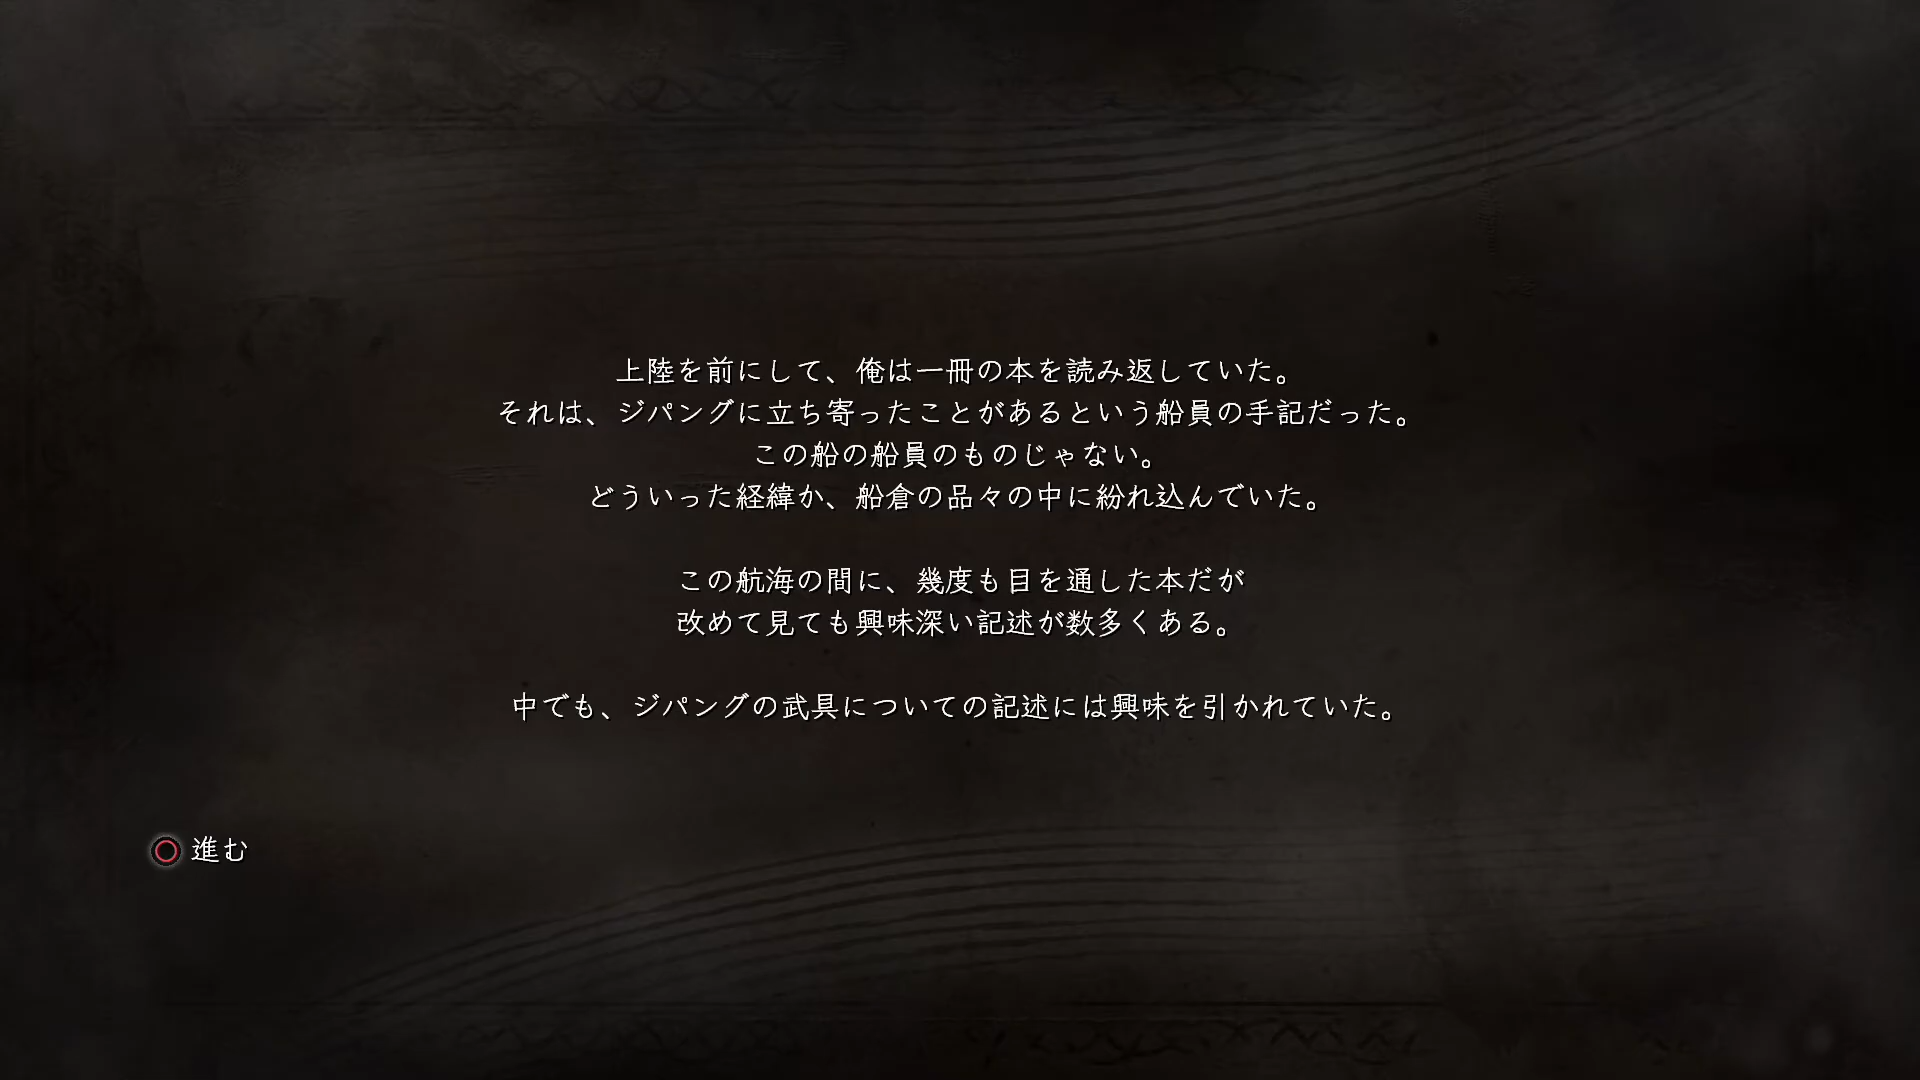 上陸を前にして、俺は一冊の本を読み返していた。
それは、ジパングに立ち寄ったことがあるという船員の手記だった。
この船の船員のものじゃない。
どういった経緯か、船倉の品々の中に紛れ込んでいた。
この航海の間に、幾度も目を通した本だが
改めて見ても興味深い記述が数多くある。
中でも、ジパングの武具についての記述には興味を引かれていた。
進む